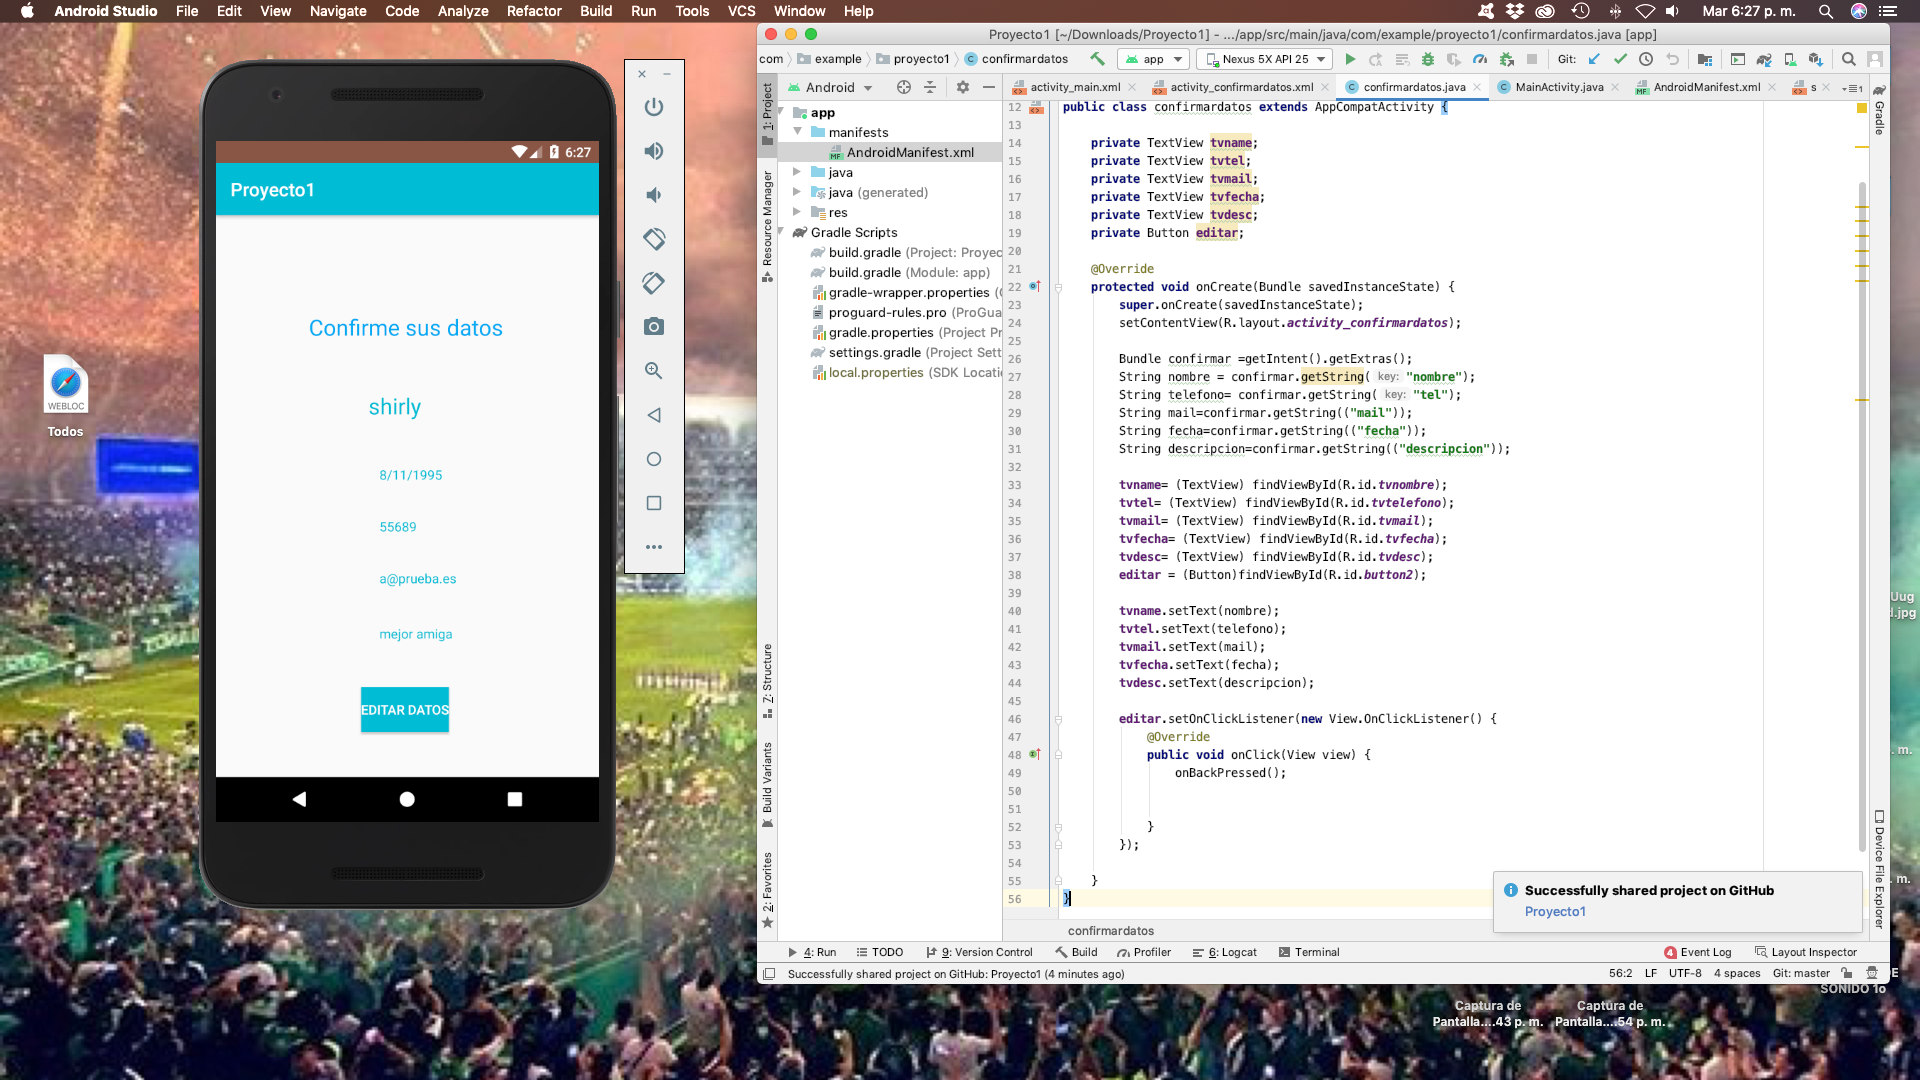 Android Studio File Edit View Navigate Code Analyze Refactor Build Run Tools VCS Window Help Mar 6:27 p. m.
WEBLOC
Todos
6:27
Proyecto1
Confirme sus datos
shirly
8/11/1995
55689
a@prueba.es
mejor amiga
EDITAR DATOS
Proyecto1 [~/Downloads/Proyecto1] - .../app/src/main/java/com/example/proyecto1/confirmardatos.java [app]
com example proyecto1 confirmardatos app Nexus 5X API 25 Git:
Android
activity_main.xml activity_confirmardatos.xml confirmardatos.java MainActivity.java AndroidManifest.xml s
1: Project
Resource Manager
Z: Structure
Build Variants
2: Favorites
app
manifests
AndroidManifest.xml
java
java (generated)
res
Gradle Scripts
build.gradle (Project: Proyec
build.gradle (Module: app)
gradle-wrapper.properties (
proguard-rules.pro (ProGua
gradle.properties (Project Pr
settings.gradle (Project Sett
local.properties (SDK Locati
12 public class confirmardatos extends AppCompatActivity {
13
14 private TextView tvname;
15 private TextView tvtel;
16 private TextView tvmail;
17 private TextView tvfecha;
18 private TextView tvdesc;
19 private Button editar;
20
21 @Override
22 protected void onCreate(Bundle savedInstanceState) {
23 super.onCreate(savedInstanceState);
24 setContentView(R.layout.activity_confirmardatos);
25
26 Bundle confirmar =getIntent().getExtras();
27 String nombre = confirmar.getString( key: "nombre");
28 String telefono= confirmar.getString( key: "tel");
29 String mail=confirmar.getString(("mail"));
30 String fecha=confirmar.getString(("fecha"));
31 String descripcion=confirmar.getString(("descripcion"));
32
33 tvname= (TextView) findViewById(R.id.tvnombre);
34 tvtel= (TextView) findViewById(R.id.tvtelefono);
35 tvmail= (TextView) findViewById(R.id.tvmail);
36 tvfecha= (TextView) findViewById(R.id.tvfecha);
37 tvdesc= (TextView) findViewById(R.id.tvdesc);
38 editar = (Button)findViewById(R.id.button2);
39
40 tvname.setText(nombre);
41 tvtel.setText(telefono);
42 tvmail.setText(mail);
43 tvfecha.setText(fecha);
44 tvdesc.setText(descripcion);
45
46 editar.setOnClickListener(new View.OnClickListener() {
47 @Override
48 public void onClick(View view) {
49 onBackPressed();
50
51
52 }
53 });
54
55 }
56 }
Gradle
Device File Explorer
Successfully shared project on GitHub
Proyecto1
confirmardatos
4: Run TODO 9: Version Control Build Profiler 6: Logcat Terminal 4 Event Log Layout Inspector
Successfully shared project on GitHub: Proyecto1 (4 minutes ago) 56:2 LF UTF-8 4 spaces Git: master
Uug
d.jpg
. m.
. m.
DE
SONIDO 1o
Captura de
Pantalla....43 p. m.
Captura de
Pantalla....54 p. m.